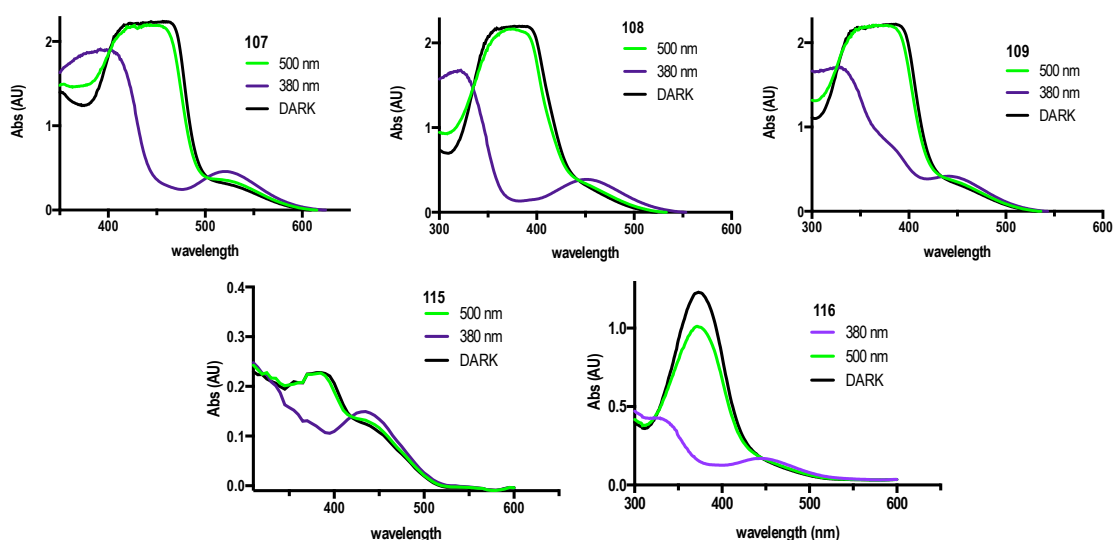 107
500 nm
380 nm
DARK
Abs (AU)
2
1
0
400
500
600
wavelength
108
500 nm
380 nm
DARK
Abs (AU)
2
1
0
300
400
500
600
wavelength
109
500 nm
380 nm
DARK
Abs (AU)
2
1
0
300
400
500
600
wavelength
115
500 nm
380 nm
DARK
Abs (AU)
0.4
0.3
0.2
0.1
0.0
400
500
600
wavelength
116
380 nm
500 nm
DARK
Abs (AU)
1.0
0.5
0.0
300
400
500
600
wavelength (nm)